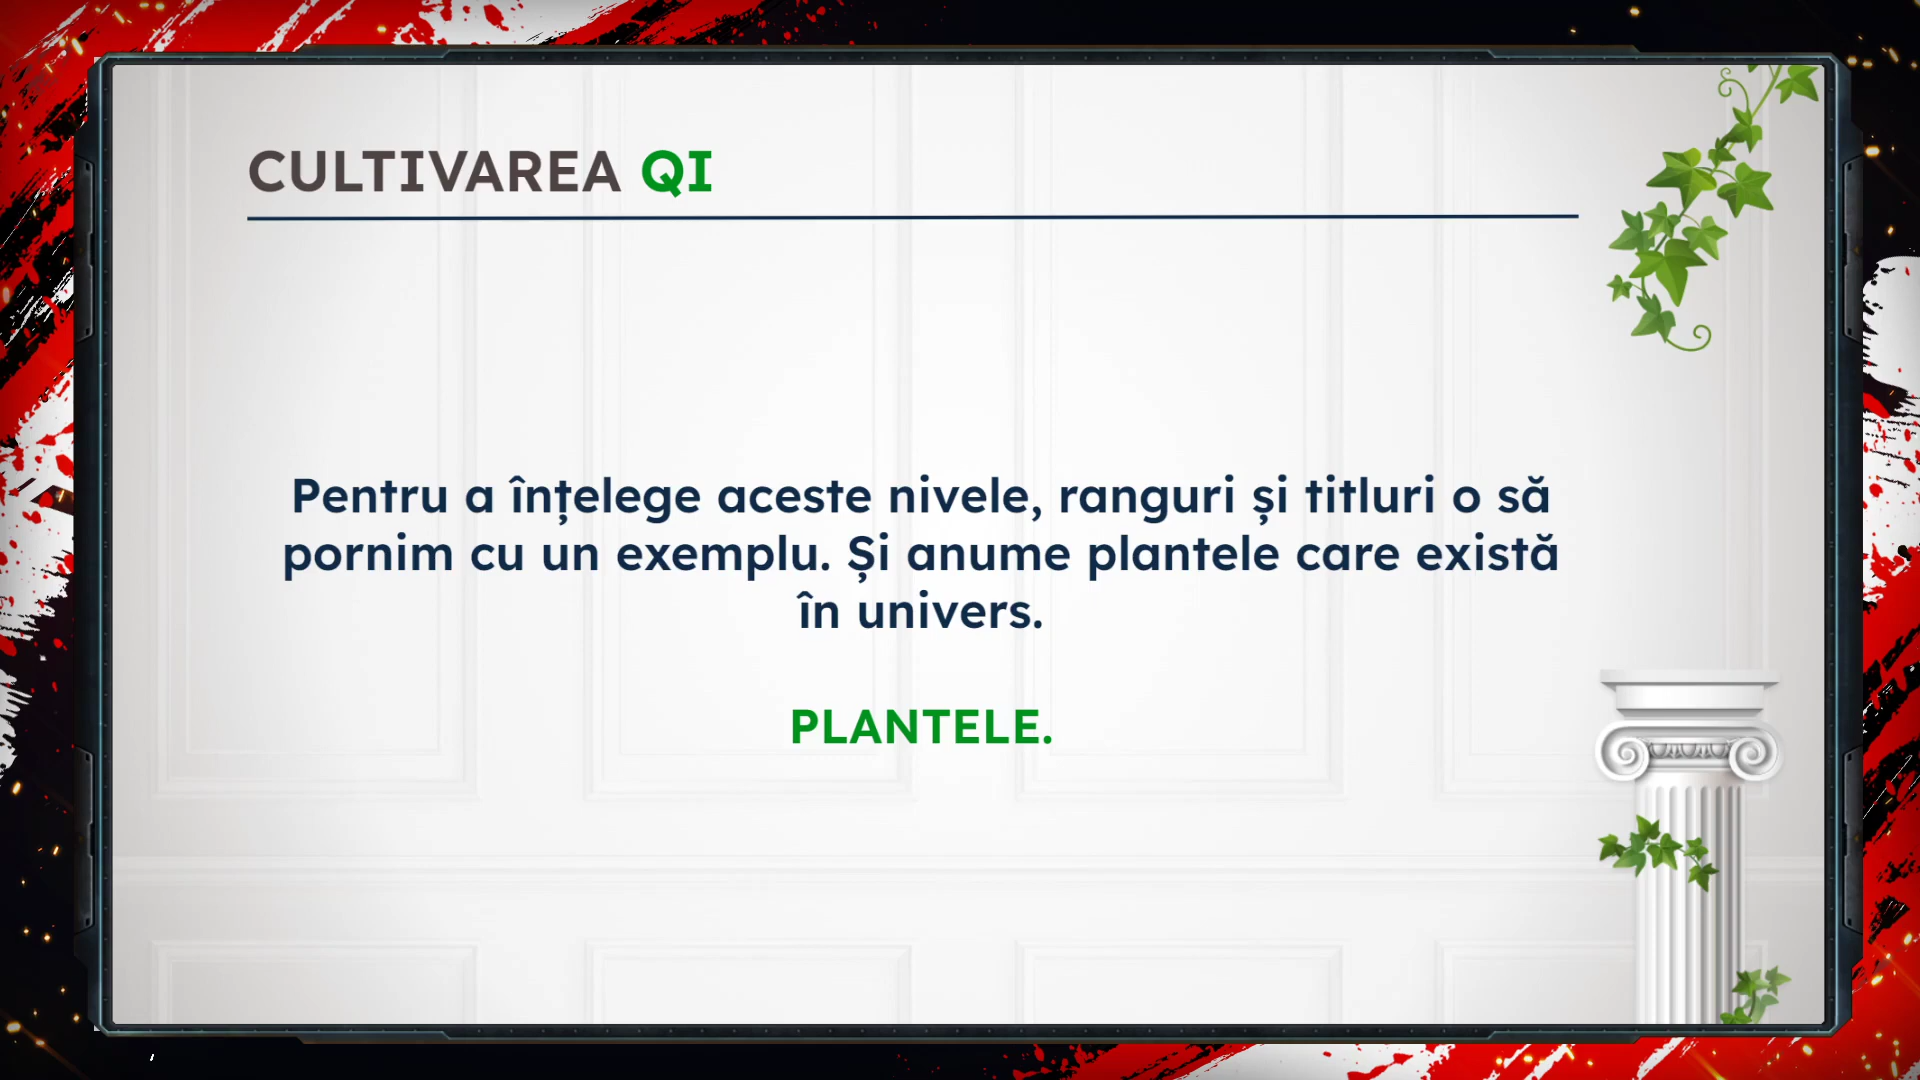 CULTIVAREA QI
Pentru a înțelege aceste nivele, ranguri și titluri o să
pornim cu un exemplu. Și anume plantele care există
în univers.
PLANTELE.